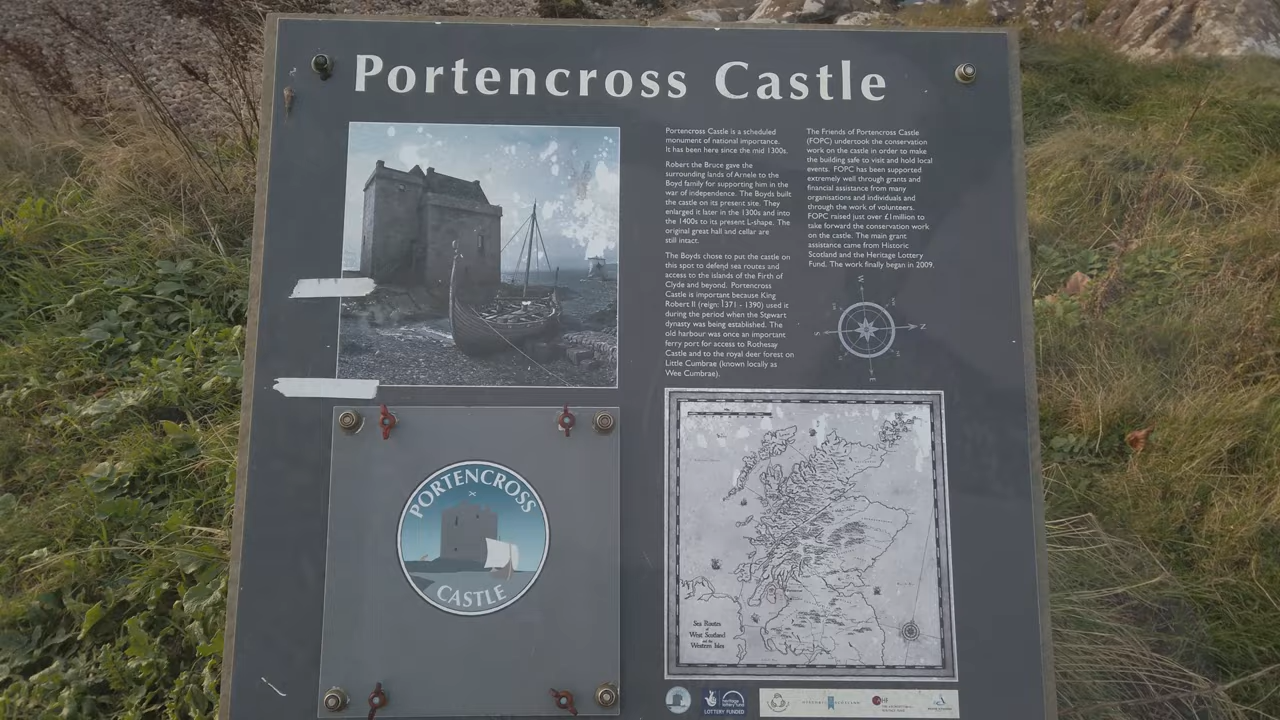 Portencross Castle
Portencross Castle is a scheduled
monument of national importance.
It has been here since the mid 1300s.
Robert the Bruce gave the
surrounding lands of Arnele to the
Boyd family for supporting him in the
war of independence. The Boyds built
the castle on its present site. They
enlarged it later in the 1300s and into
the 1400s to its present L-shape. The
original great hall and cellar are
still intact.
The Boyds chose to put the castle on
this spot to defend sea routes and
access to the islands of the Firth of
Clyde and beyond. Portencross
Castle is important because King
Robert II (reign: 1371 - 1390) used it
during the period when the Stewart
dynasty was being established. The
old harbour was once an important
ferry port for access to Rothesay
Castle and to the royal deer forest on
Little Cumbrae (known locally as
Wee Cumbrae).
The Friends of Portencross Castle
(FOPC) undertook the conservation
work on the castle in order to make
the building safe to visit and hold local
events. FOPC has been supported
extremely well through grants and
financial assistance from many
organisations and individuals and
through the work of volunteers.
FOPC raised just over £1million to
take forward the conservation work
on the castle. The main grant
assistance came from Historic
Scotland and the Heritage Lottery
Fund. The work finally began in 2009.
W
S
N
E
PORTENCROSS
CASTLE
Sea Routes
of
West Scotland
and the
Western Isles
heritage
lottery fund
LOTTERY FUNDED
HISTORIC SCOTLAND